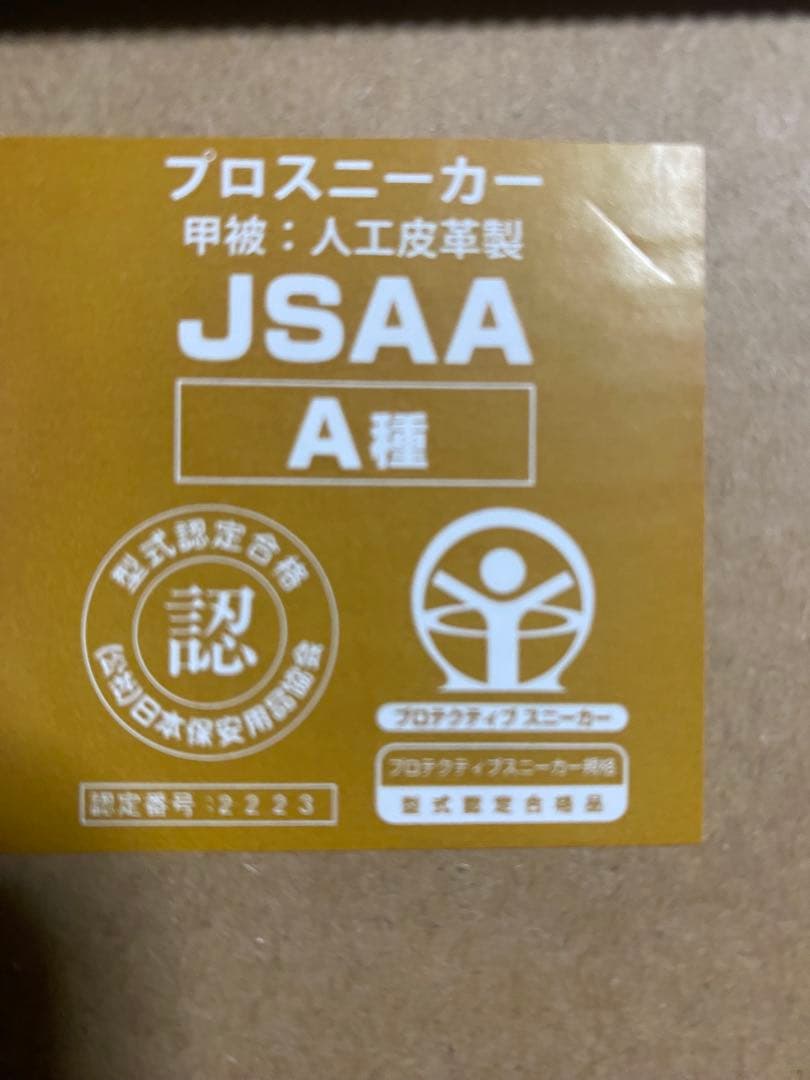 プロスニーカー
甲被：人工皮革製
JSAA
A種
型式認定合格
認
(公社)日本保安用品協会
認定番号:2223
プロテクティブ スニーカー
プロテクティブスニーカー規格
型式認定合格品